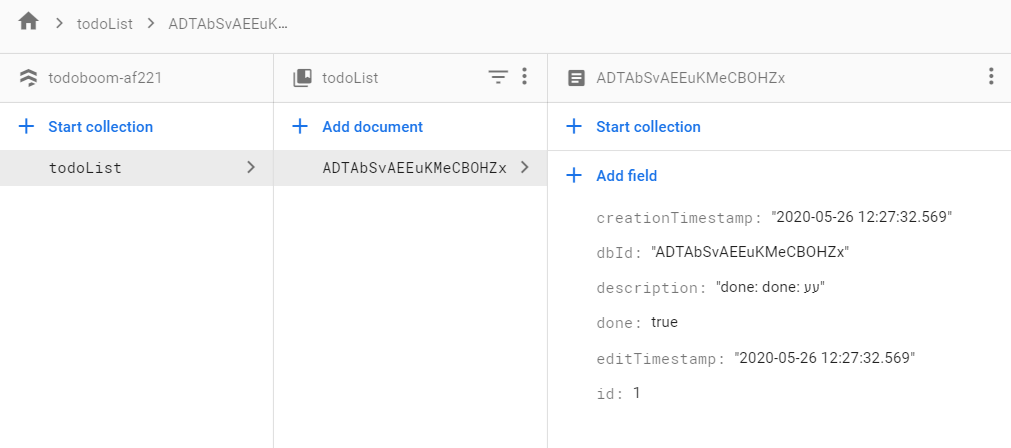 todoList ADTAbSvAEEuK...
todoboom-af221
Start collection
todoList
todoList
Add document
ADTAbSvAEEuKMeCBOHZx
ADTAbSvAEEuKMeCBOHZx
Start collection
Add field
creationTimestamp: "2020-05-26 12:27:32.569"
dbId: "ADTAbSvAEEuKMeCBOHZx"
description: "done: done: עע"
done: true
editTimestamp: "2020-05-26 12:27:32.569"
id: 1